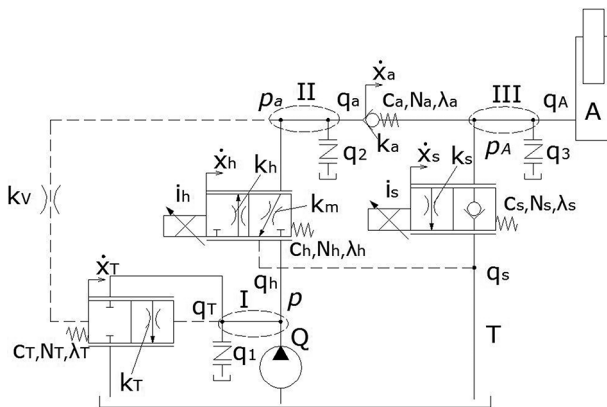 ẋa
II
III
pa
qa
Ca,Na,λa
qA
A
ka
pA
q2
q3
ẋh
kh
ẋs
ks
ih
km
is
kV
Ch,Nh,λh
Cs,Ns,λs
ẋT
qh
qs
qT
I
p
Q
T
CT,NT,λT
q1
kT